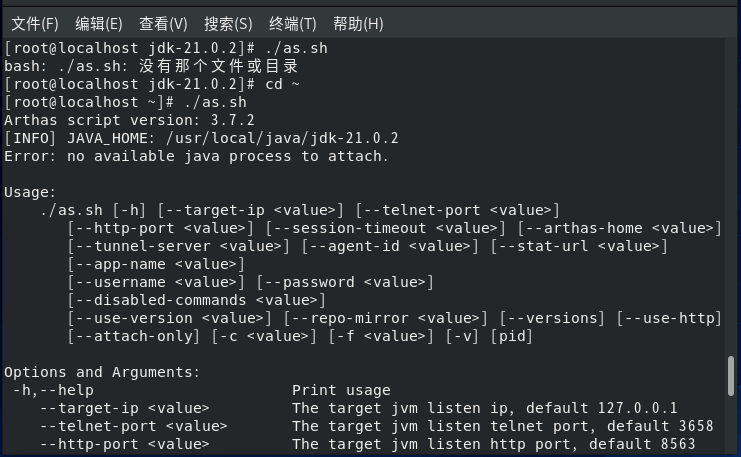 文件(F) 编辑(E) 查看(V) 搜索(S) 终端(T) 帮助(H)
[root@localhost jdk-21.0.2]# ./as.sh
bash: ./as.sh: 没有那个文件或目录
[root@localhost jdk-21.0.2]# cd ~
[root@localhost ~]# ./as.sh
Arthas script version: 3.7.2
[INFO] JAVA_HOME: /usr/local/java/jdk-21.0.2
Error: no available java process to attach.
Usage:
./as.sh [-h] [--target-ip <value>] [--telnet-port <value>]
[--http-port <value>] [--session-timeout <value>] [--arthas-home <value>]
[--tunnel-server <value>] [--agent-id <value>] [--stat-url <value>]
[--app-name <value>]
[--username <value>] [--password <value>]
[--disabled-commands <value>]
[--use-version <value>] [--repo-mirror <value>] [--versions] [--use-http]
[--attach-only] [-c <value>] [-f <value>] [-v] [pid]
Options and Arguments:
-h,--help Print usage
--target-ip <value> The target jvm listen ip, default 127.0.0.1
--telnet-port <value> The target jvm listen telnet port, default 3658
--http-port <value> The target jvm listen http port, default 8563